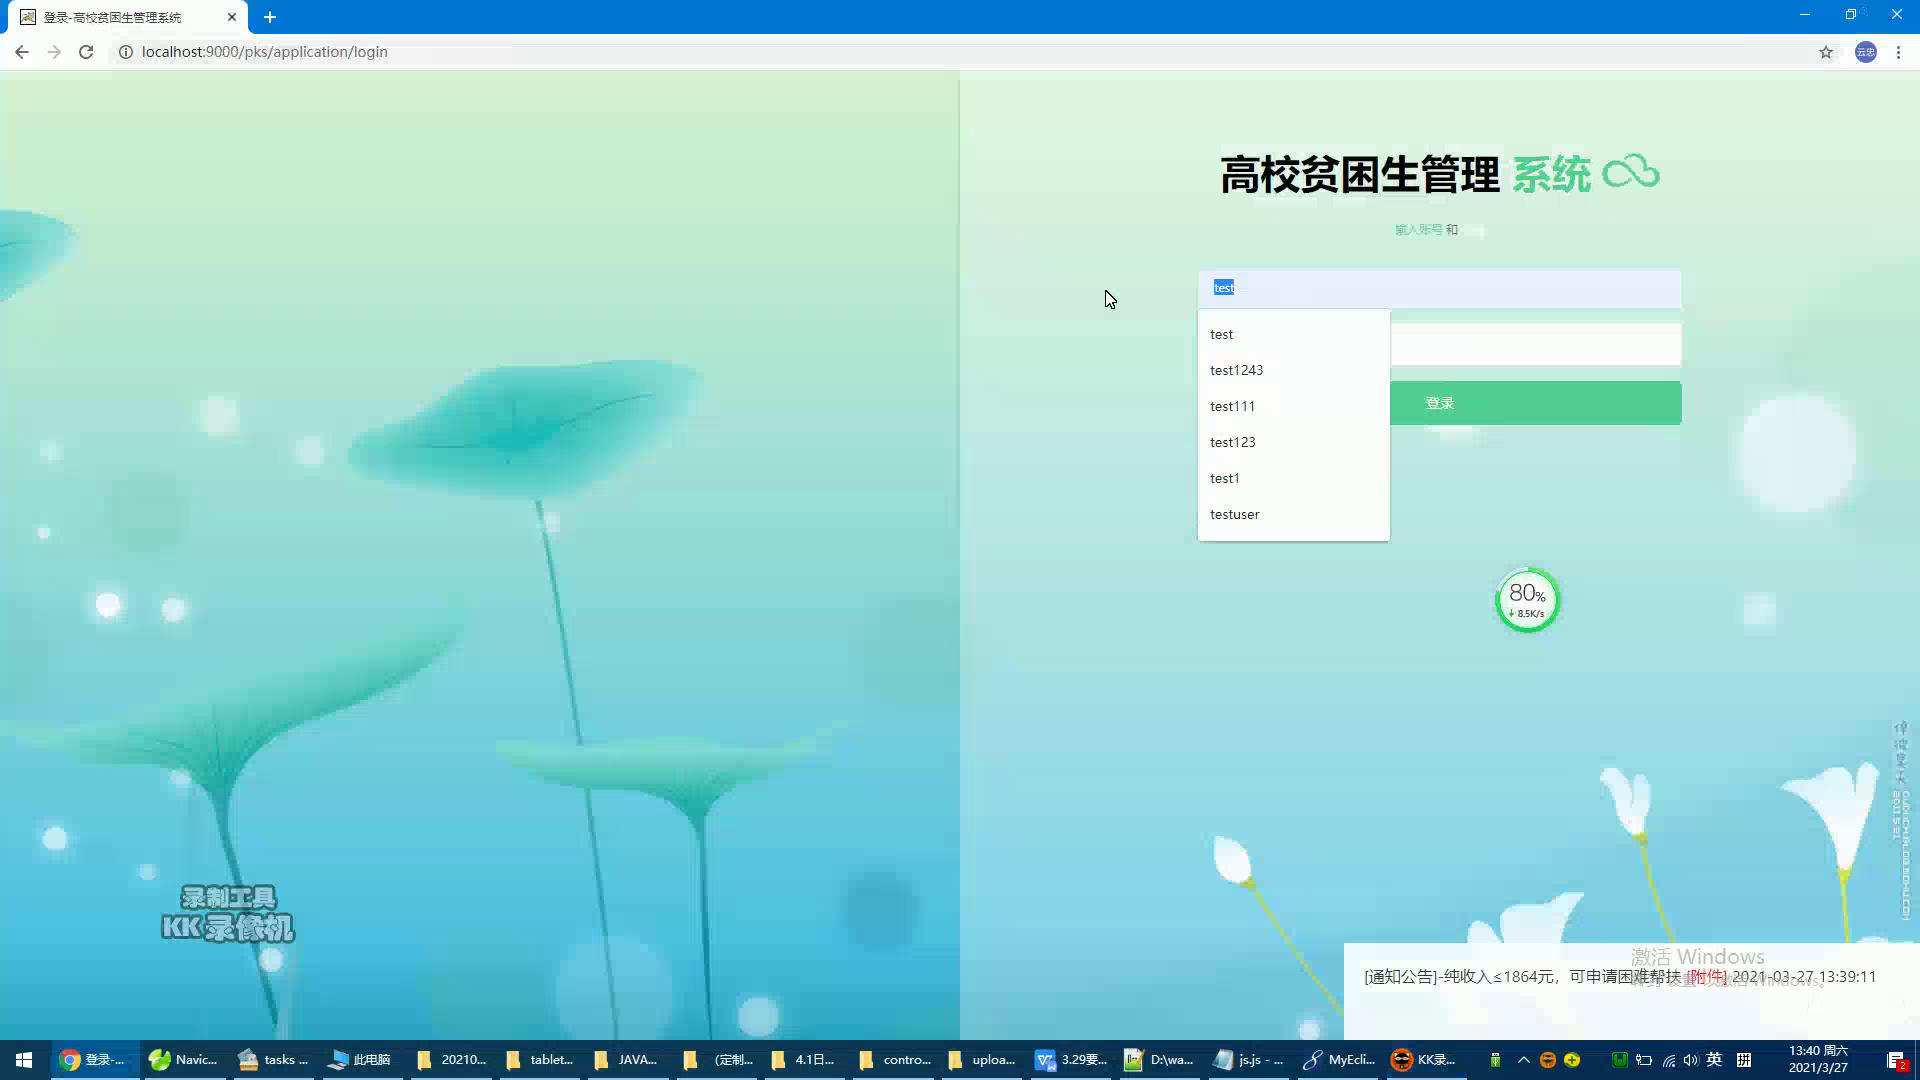 登录-高校贫困生管理系统
localhost:9000/pks/application/login
云忠
高校贫困生管理 系统
输入账号 和
test
test
test1243
登录
test111
test123
test1
testuser
80%
8.5K/s
录制工具
KK 录像机
激活 Windows
[通知公告]-纯收入≤1864元，可申请困难帮扶 [附件] 2021-03-27 13:39:11
登录-...
Navic...
tasks ...
此电脑
20210...
tablet...
JAVA...
(定制...
4.1日...
contro...
uploa...
3.29要...
D:\wa...
js.js - ...
MyEcli...
KK录...
英
拼
13:40 周六
2021/3/27
2